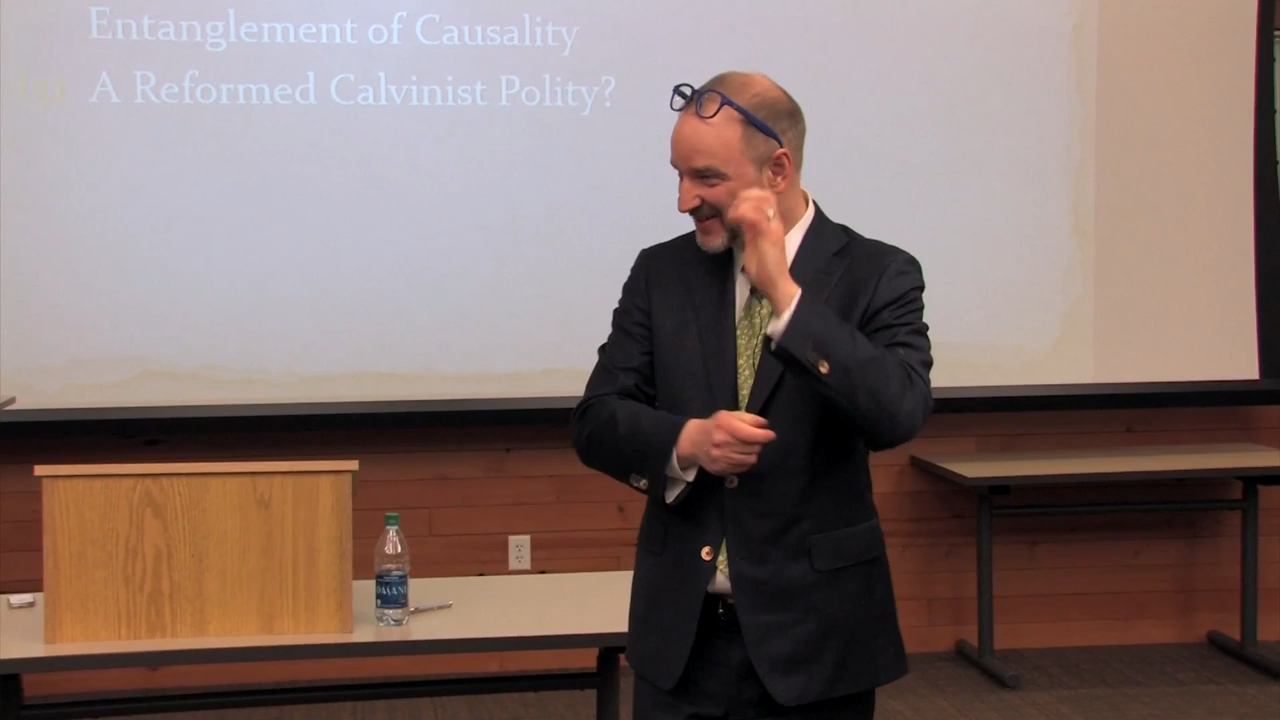 Entanglement of Causality
A Reformed Calvinist Polity?
DASANI